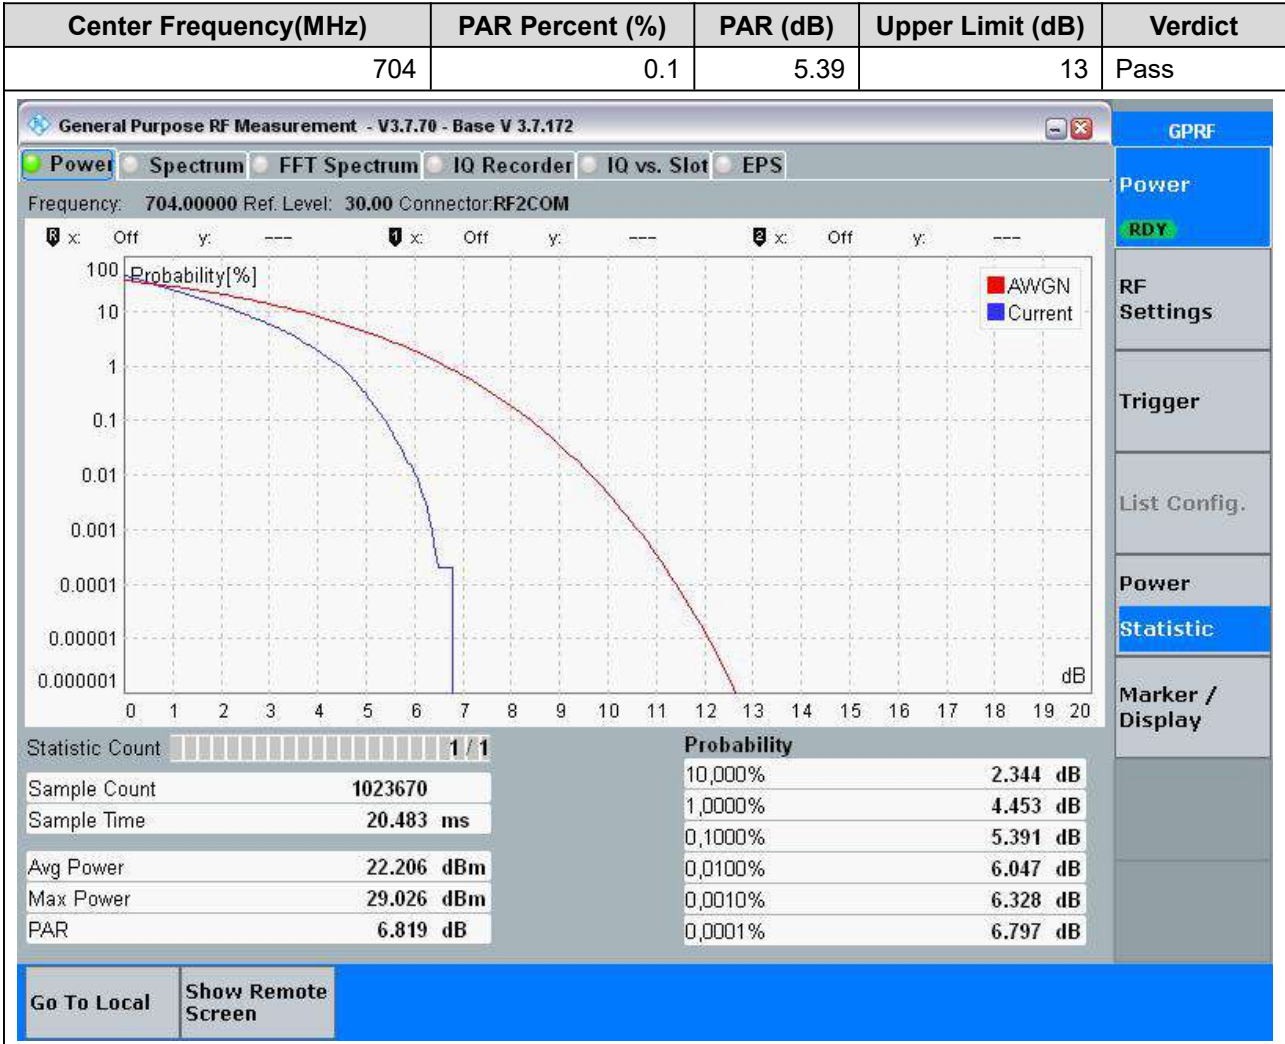 Center Frequency(MHz) PAR Percent (%) PAR (dB) Upper Limit (dB) Verdict
704 0.1 5.39 13 Pass
General Purpose RF Measurement - V3.7.70 - Base V 3.7.172
GPRF
Power Spectrum FFT Spectrum IQ Recorder IQ vs. Slot EPS
Power
RDY
Frequency: 704.00000 Ref. Level: 30.00 Connector:RF2COM
R x: Off y: --- 1 x: Off y: --- 2 x: Off y: ---
100 Probability[%]
10
1
0.1
0.01
0.001
0.0001
0.00001
0.000001
AWGN
Current
dB
0 1 2 3 4 5 6 7 8 9 10 11 12 13 14 15 16 17 18 19 20
RF
Settings
Trigger
List Config.
Power
Statistic
Marker /
Display
Statistic Count 1 / 1
Sample Count 1023670
Sample Time 20.483 ms
Avg Power 22.206 dBm
Max Power 29.026 dBm
PAR 6.819 dB
Probability
10,000% 2.344 dB
1,0000% 4.453 dB
0,1000% 5.391 dB
0,0100% 6.047 dB
0,0010% 6.328 dB
0,0001% 6.797 dB
Go To Local
Show Remote
Screen